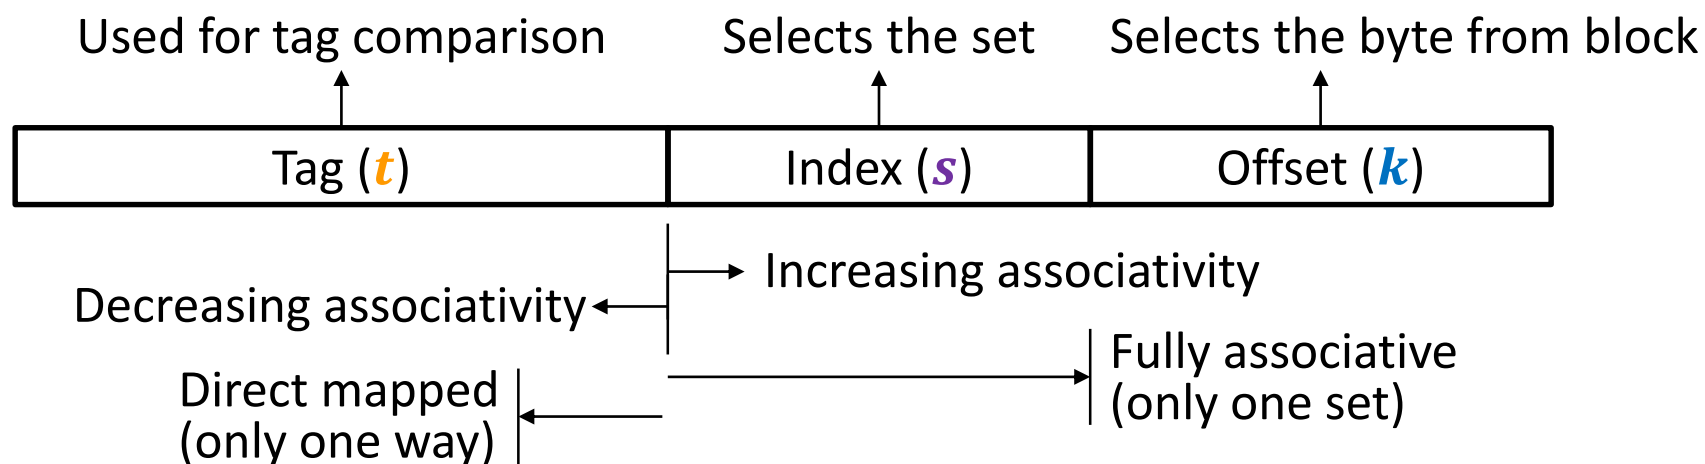 Used for tag comparison
Selects the set
Selects the byte from block
Tag (t)
Index (s)
Offset (k)
Increasing associativity
Decreasing associativity
Fully associative
(only one set)
Direct mapped
(only one way)